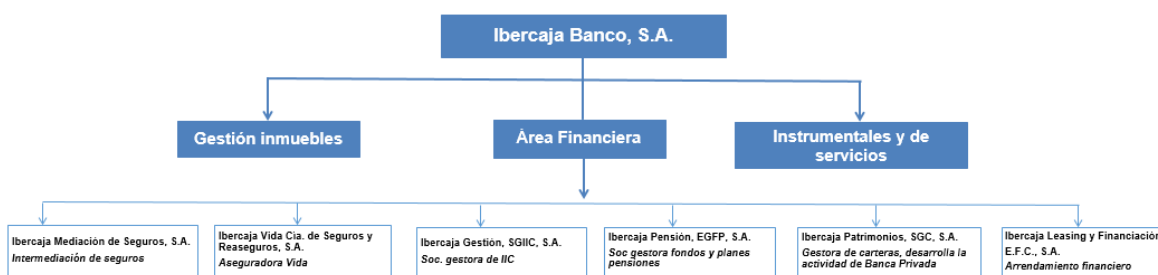 Ibercaja Banco, S.A.
Gestión inmuebles
Área Financiera
Instrumentales y de
servicios
Ibercaja Mediación de Seguros, S.A.
Intermediación de seguros
Ibercaja Vida Cia. de Seguros y
Reaseguros, S.A.
Aseguradora Vida
Ibercaja Gestión, SGIIC, S.A.
Soc. gestora de IIC
Ibercaja Pensión, EGFP, S.A.
Soc gestora fondos y planes
pensiones
Ibercaja Patrimonios, SGC, S.A.
Gestora de carteras, desarrolla la
actividad de Banca Privada
Ibercaja Leasing y Financiación
E.F.C., S.A.
Arrendamiento financiero